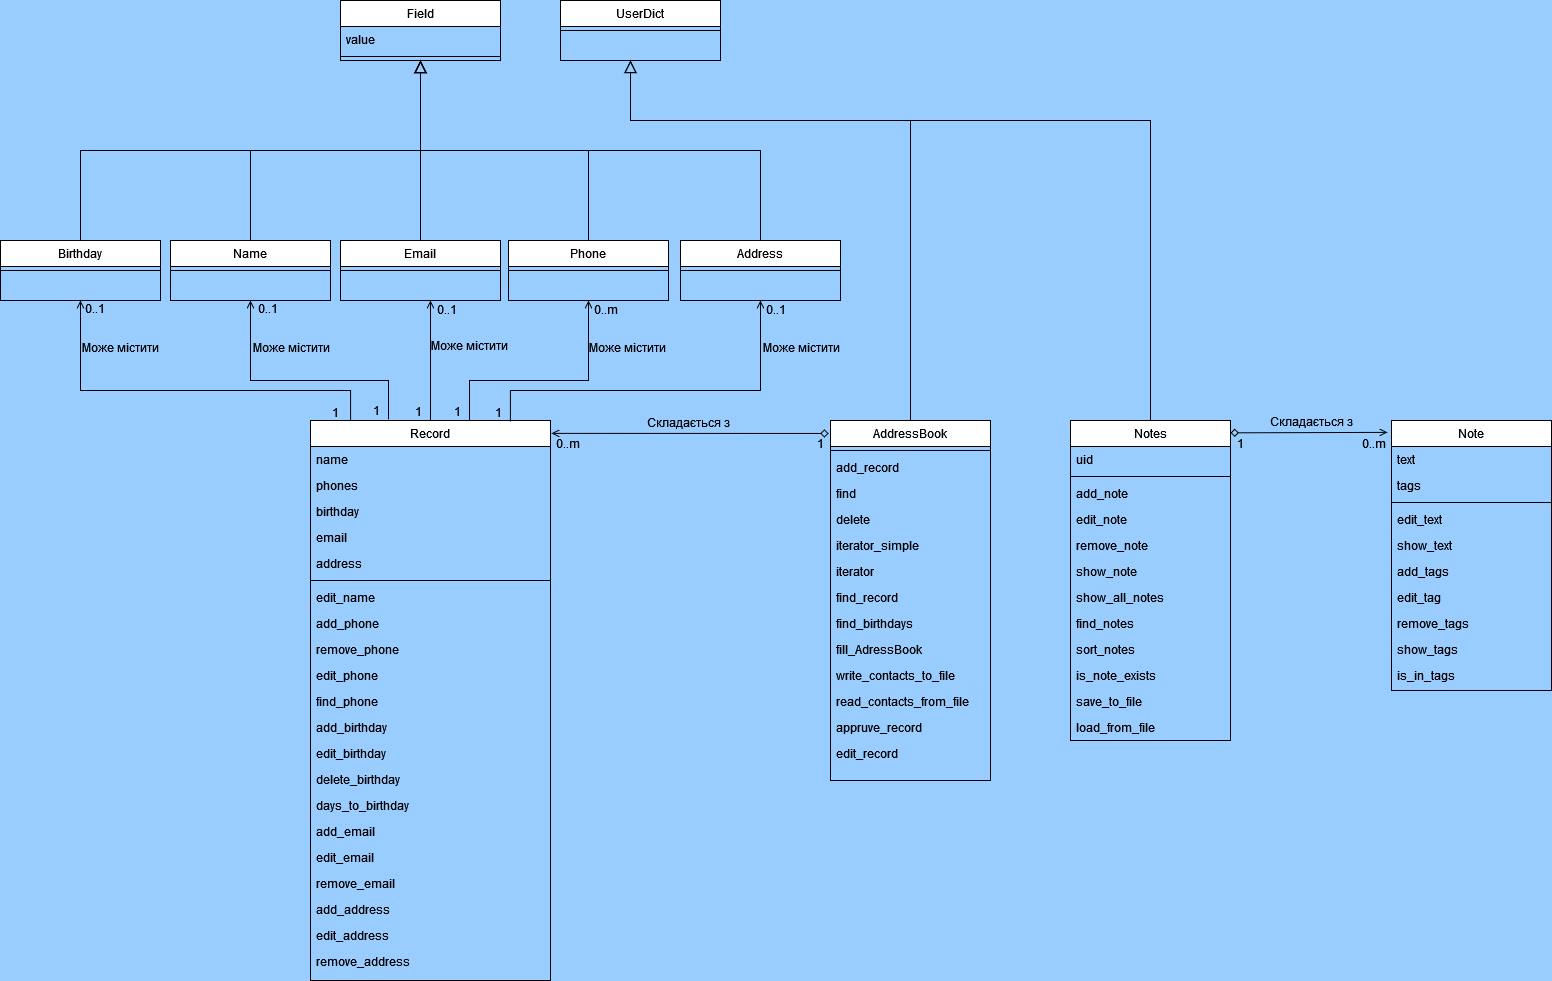 Field
value
UserDict
Birthday
Name
Email
Phone
Address
0..1
0..1
0..1
0..m
0..1
Може містити
Може містити
Може містити
Може містити
Може містити
1
1
1
1
1
Record
name
phones
birthday
email
address
edit_name
add_phone
remove_phone
edit_phone
find_phone
add_birthday
edit_birthday
delete_birthday
days_to_birthday
add_email
edit_email
remove_email
add_address
edit_address
remove_address
Складається з
0..m
1
AddressBook
add_record
find
delete
iterator_simple
iterator
find_record
find_birthdays
fill_AdressBook
write_contacts_to_file
read_contacts_from_file
appruve_record
edit_record
Notes
uid
add_note
edit_note
remove_note
show_note
show_all_notes
find_notes
sort_notes
is_note_exists
save_to_file
load_from_file
Складається з
1
0..m
Note
text
tags
edit_text
show_text
add_tags
edit_tag
remove_tags
show_tags
is_in_tags